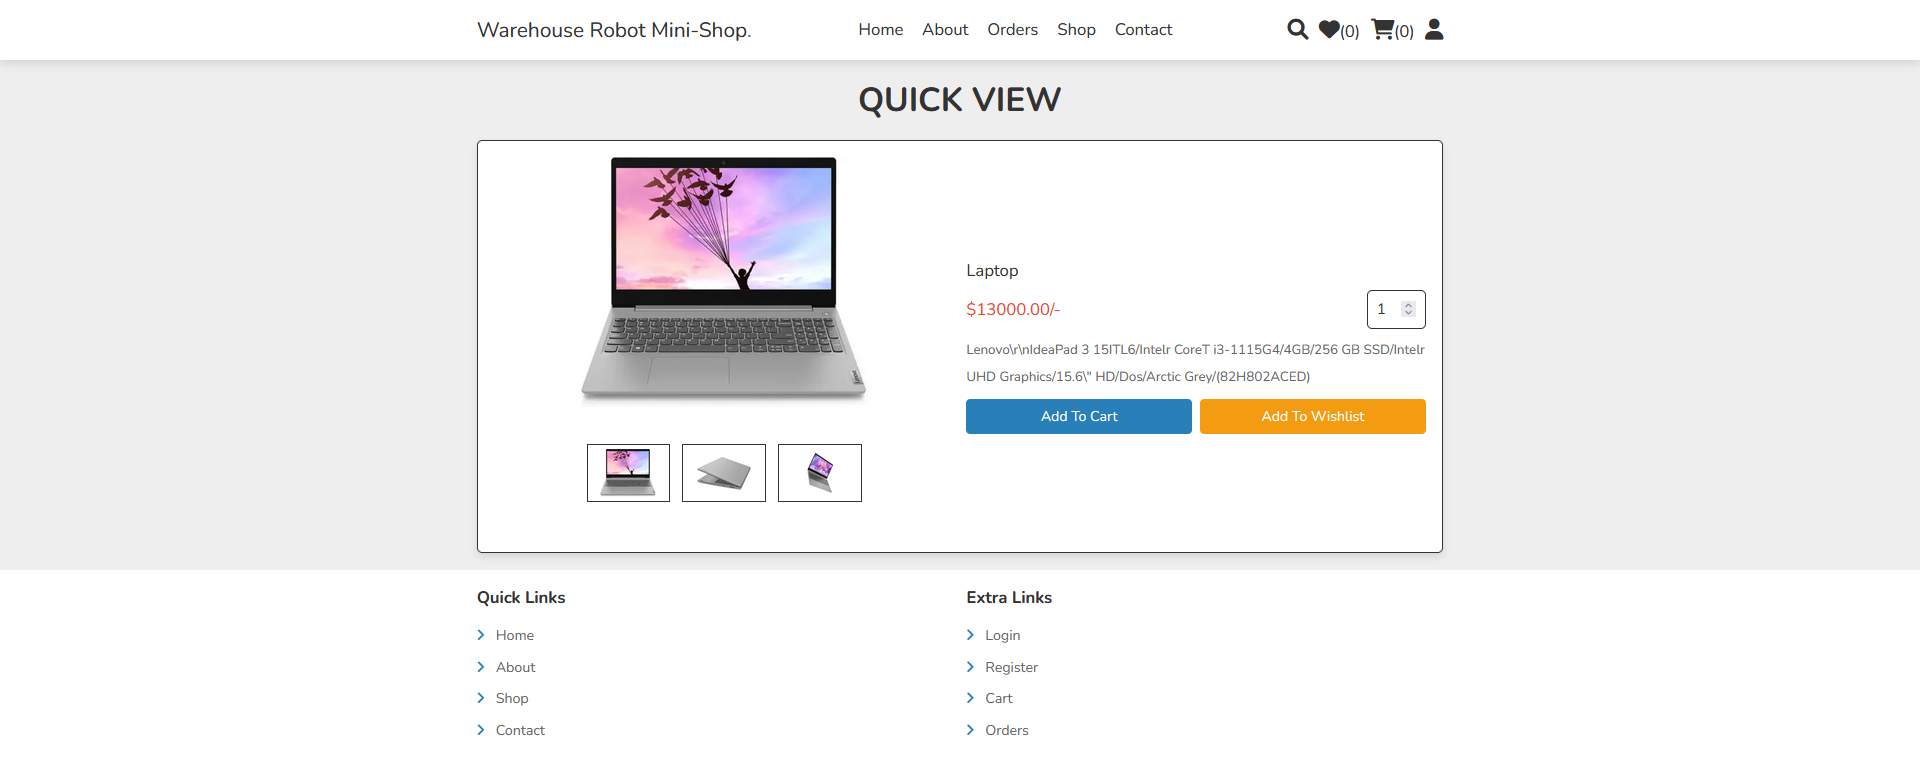 Warehouse Robot Mini-Shop.
Home About Orders Shop Contact
(0) (0)
QUICK VIEW
Laptop
$13000.00/-
1
Lenovo\r\nIdeaPad 3 15ITL6/Intelr CoreT i3-1115G4/4GB/256 GB SSD/Intelr
UHD Graphics/15.6\" HD/Dos/Arctic Grey/(82H802ACED)
Add To Cart
Add To Wishlist
Quick Links
Home
About
Shop
Contact
Extra Links
Login
Register
Cart
Orders